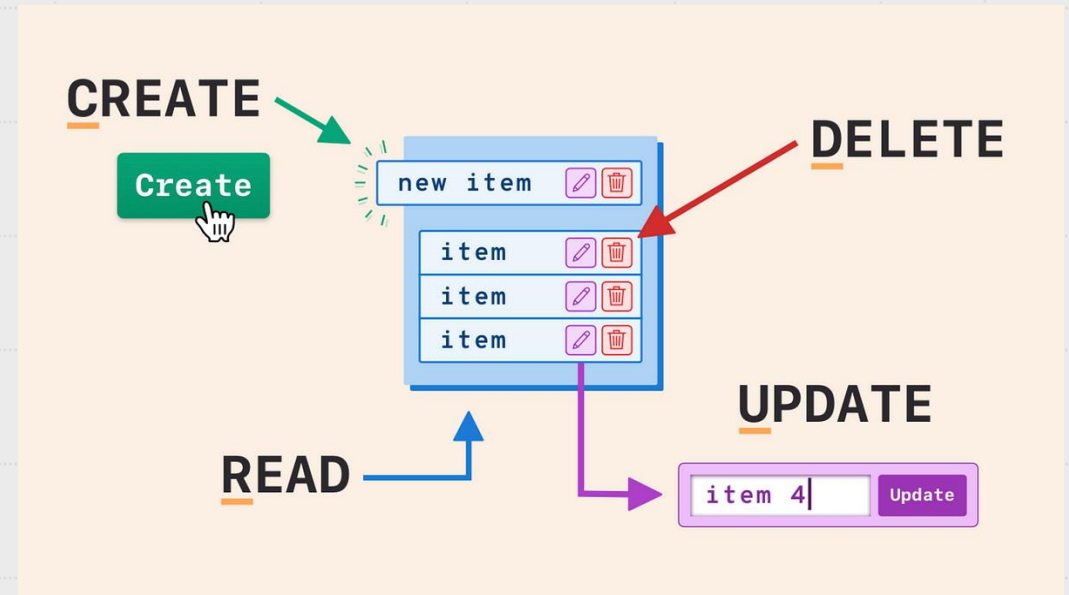 CREATE
Create
DELETE
new item
item
item
item
UPDATE
READ
item 4
Update